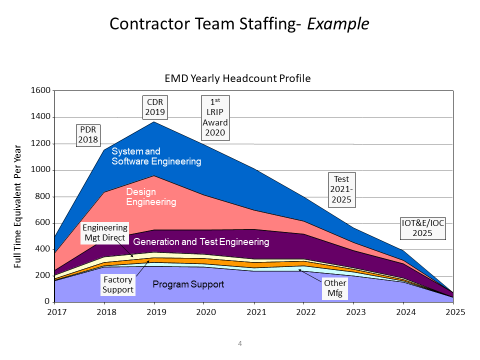 Contractor Team Staffing- Example
EMD Yearly Headcount Profile
Full Time Equivalent Per Year
1600
1400
1200
1000
800
600
400
200
0
2017
2018
2019
2020
2021
2022
2023
2024
2025
PDR
2018
CDR
2019
1st
LRIP
Award
2020
Test
2021-
2025
IOT&E/IOC
2025
System and
Software Engineering
Design
Engineering
Engineering
Mgt Direct
Generation and Test Engineering
Factory
Support
Program Support
Other
Mfg
4